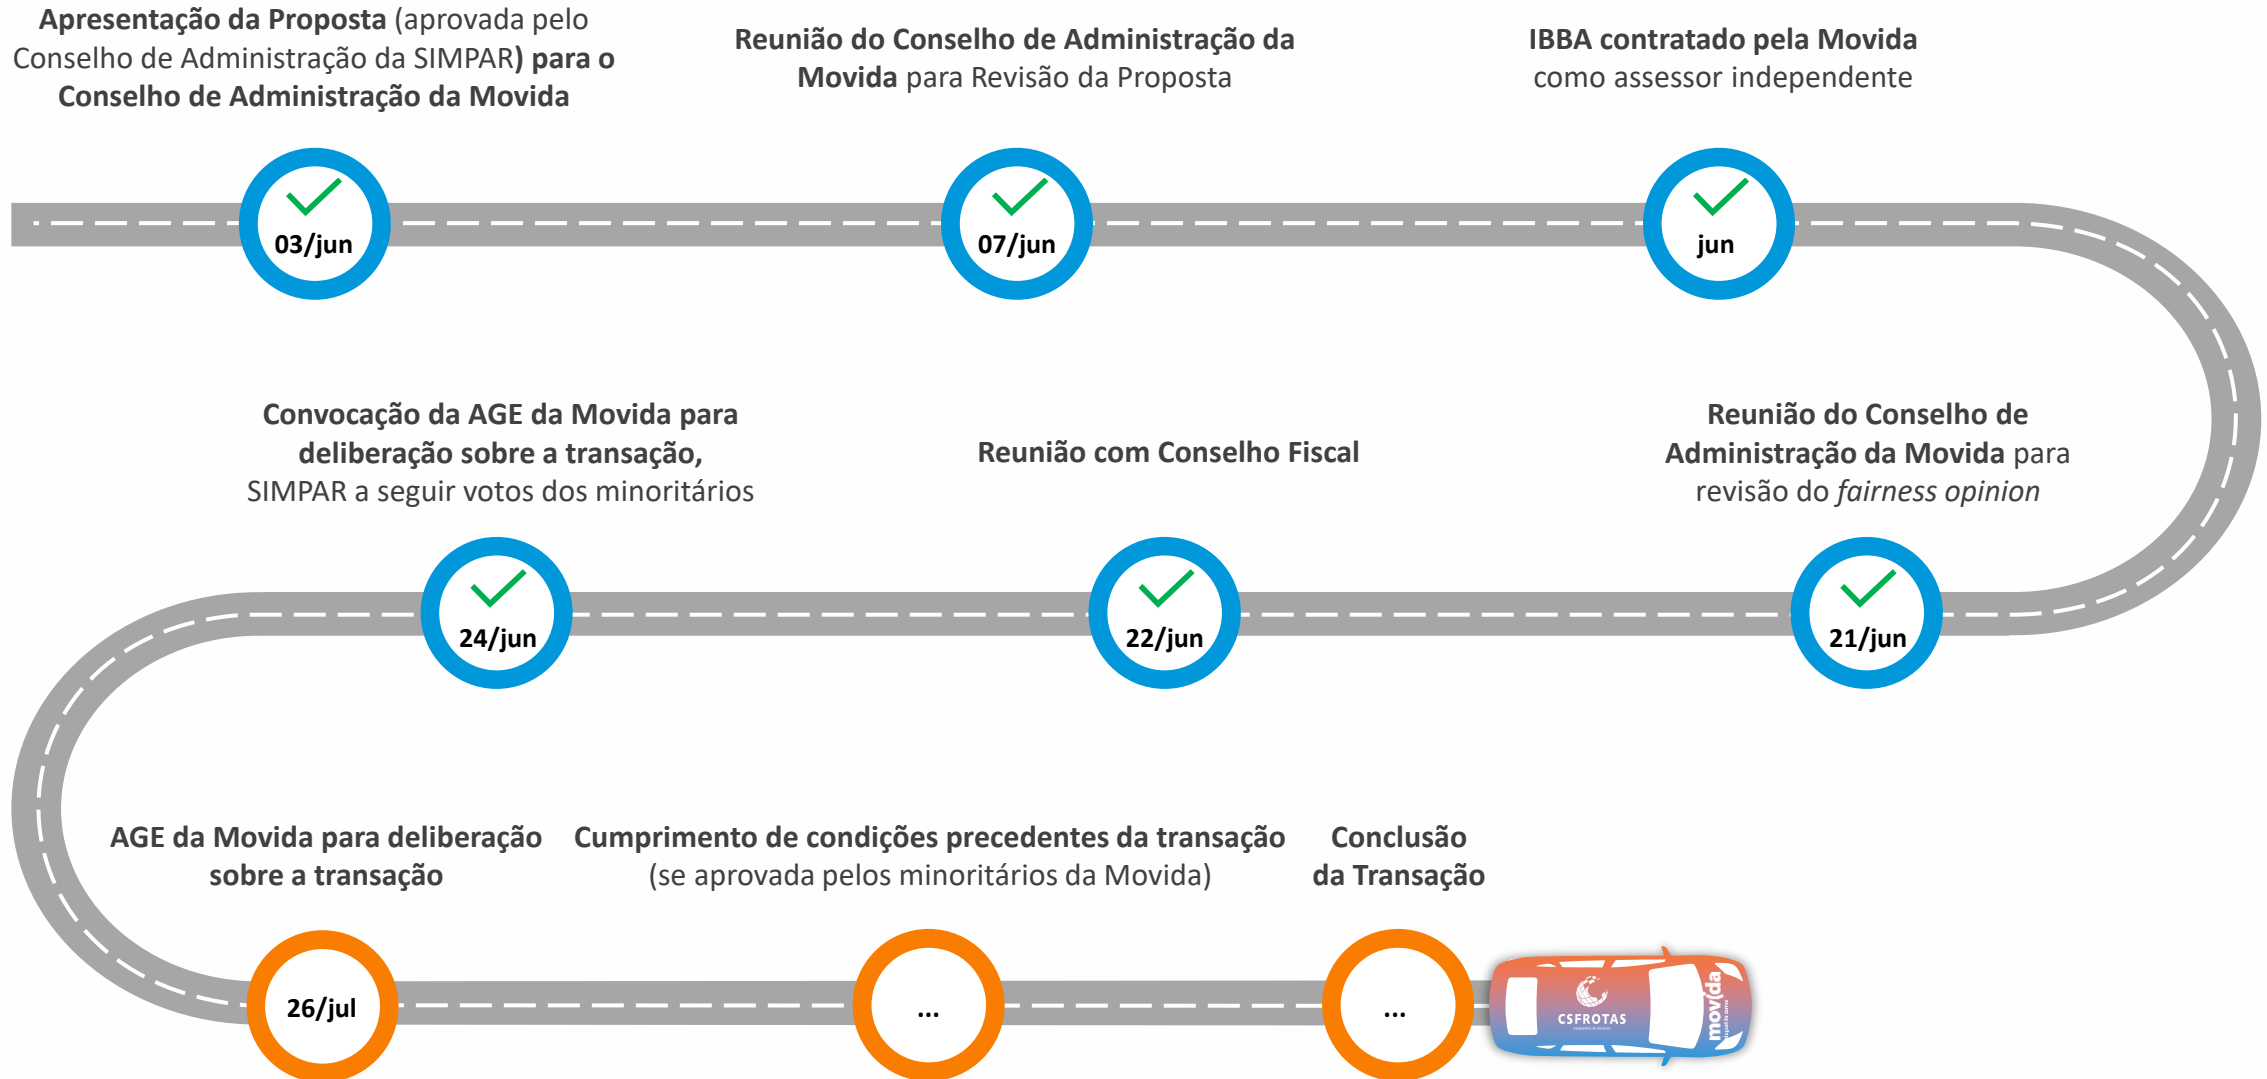 Apresentação da Proposta (aprovada pelo
Conselho de Administração da SIMPAR) para o
Conselho de Administração da Movida
03/jun
Reunião do Conselho de Administração da
Movida para Revisão da Proposta
07/jun
IBBA contratado pela Movida
como assessor independente
jun
Reunião do Conselho de
Administração da Movida para
revisão do fairness opinion
21/jun
Reunião com Conselho Fiscal
22/jun
Convocação da AGE da Movida para
deliberação sobre a transação,
SIMPAR a seguir votos dos minoritários
24/jun
AGE da Movida para deliberação
sobre a transação
26/jul
Cumprimento de condições precedentes da transação
(se aprovada pelos minoritários da Movida)
...
Conclusão
da Transação
...
CSFROTAS
movida